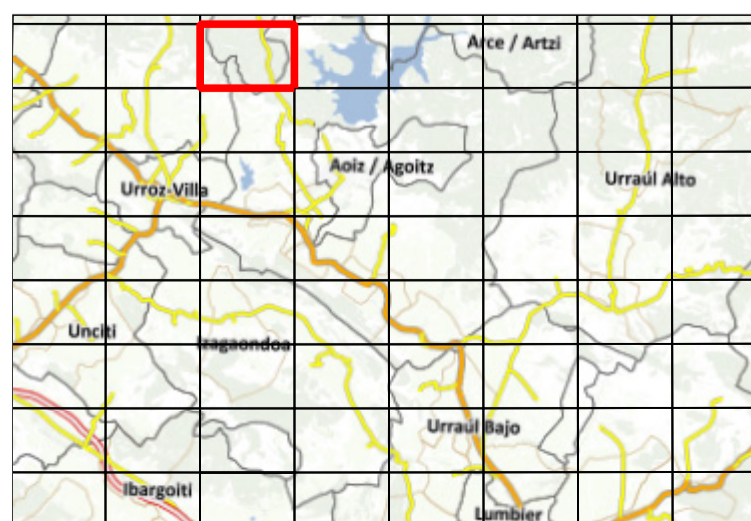 Arce / Artzi
Aoiz / Agoitz
Urraúl Alto
Urroz-Villa
Unciti
Izagaondoa
Urraúl Bajo
Ibargoiti
Lumbier